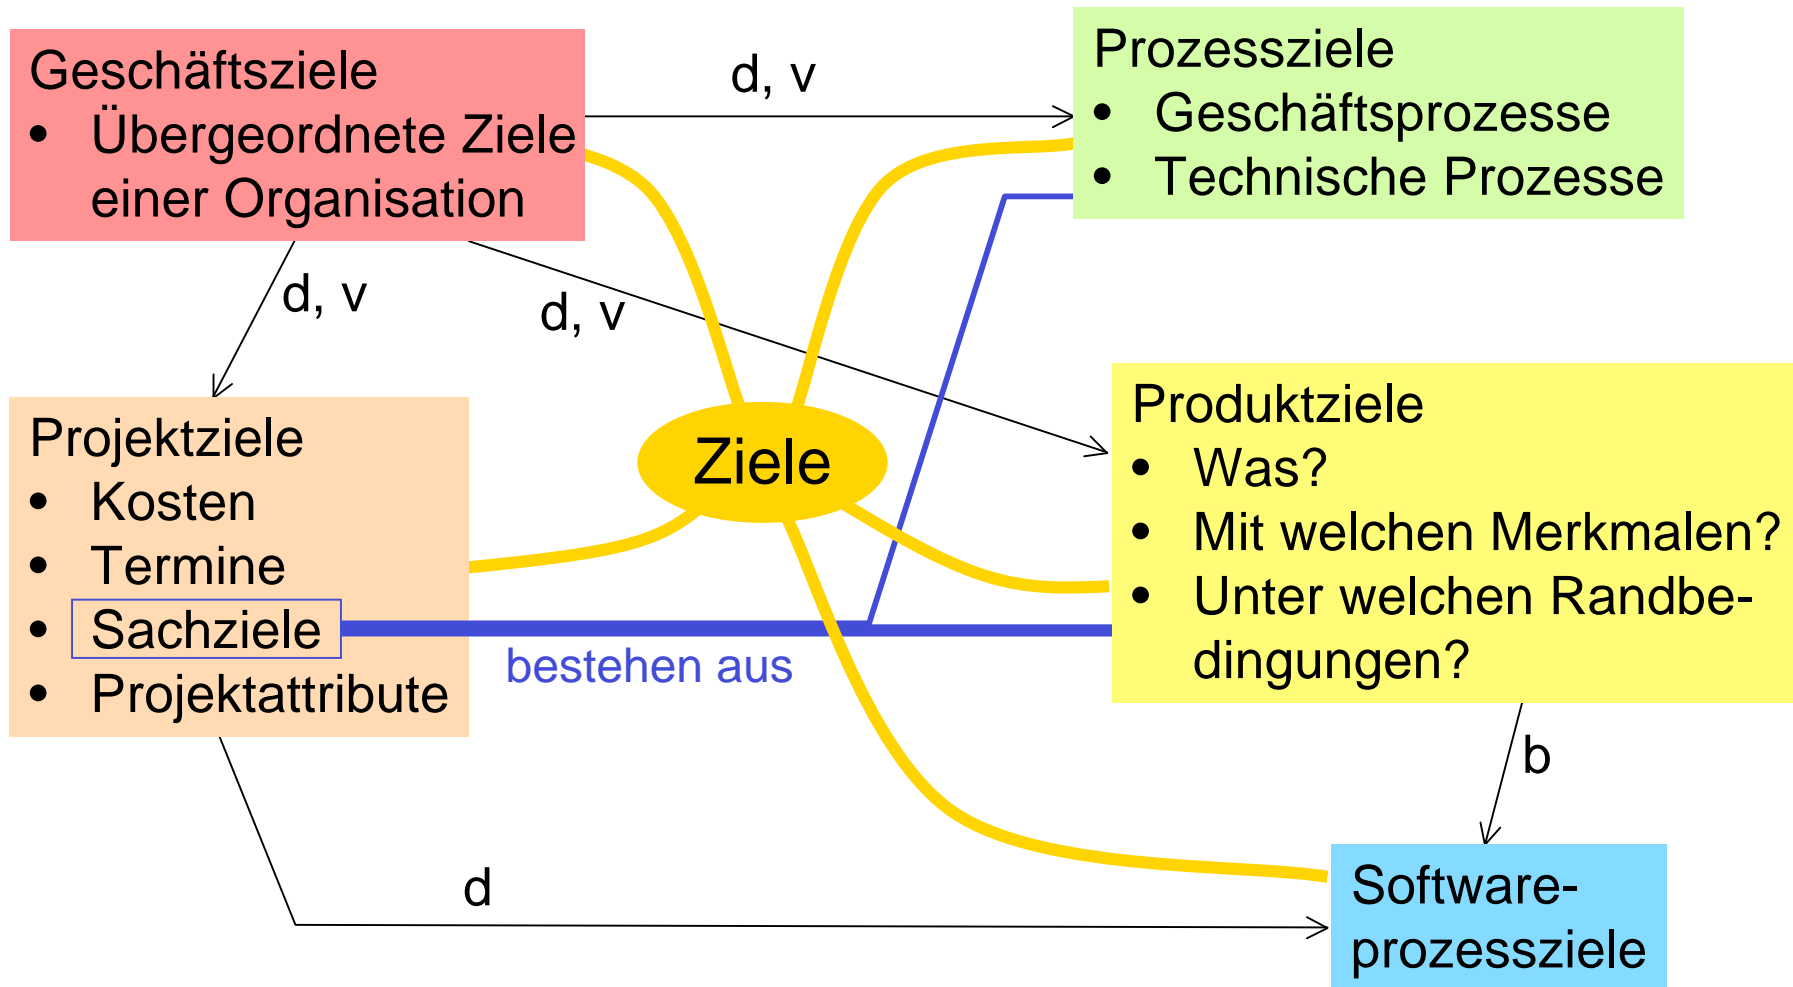 Geschäftsziele
• Übergeordnete Ziele
einer Organisation
d, v
Prozessziele
• Geschäftsprozesse
• Technische Prozesse
d, v
d, v
Projektziele
• Kosten
• Termine
• Sachziele
• Projektattribute
Ziele
bestehen aus
Produktziele
• Was?
• Mit welchen Merkmalen?
• Unter welchen Randbe-
dingungen?
b
d
Software-
prozessziele